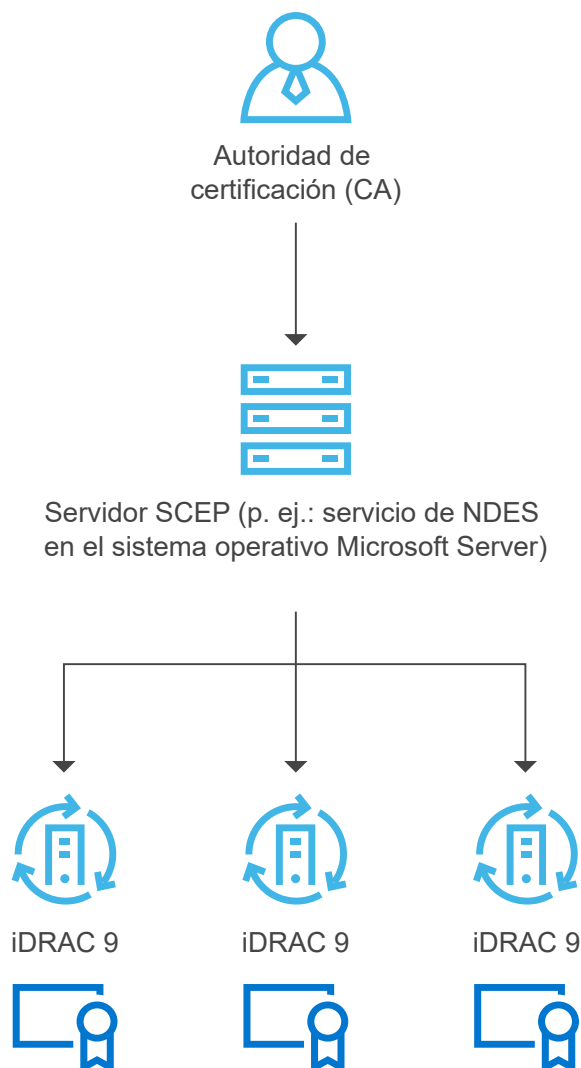 Autoridad de
certificación (CA)
Servidor SCEP (p. ej.: servicio de NDES
en el sistema operativo Microsoft Server)
iDRAC 9
iDRAC 9
iDRAC 9